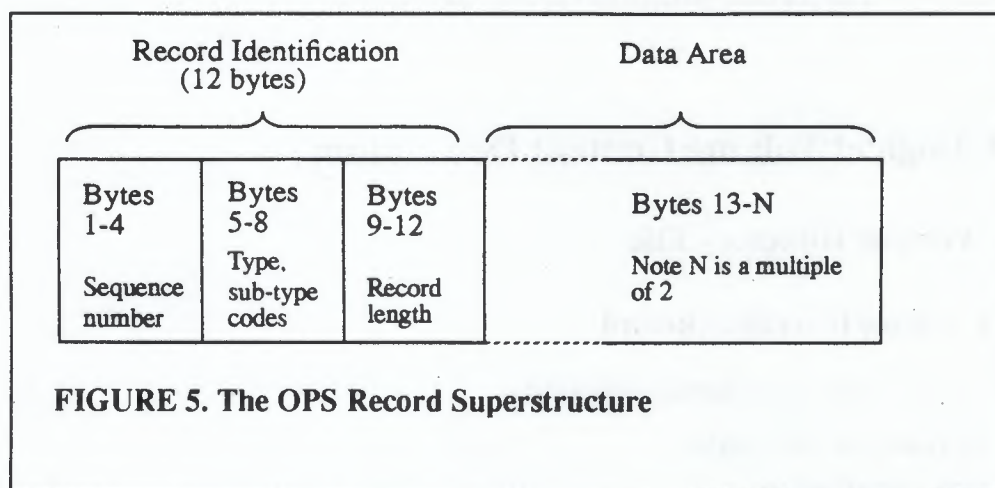 Record Identification
(12 bytes)
Data Area
Bytes
1-4
Sequence
number
Bytes
5-8
Type,
sub-type
codes
Bytes
9-12
Record
length
Bytes 13-N
Note N is a multiple
of 2
FIGURE 5. The OPS Record Superstructure